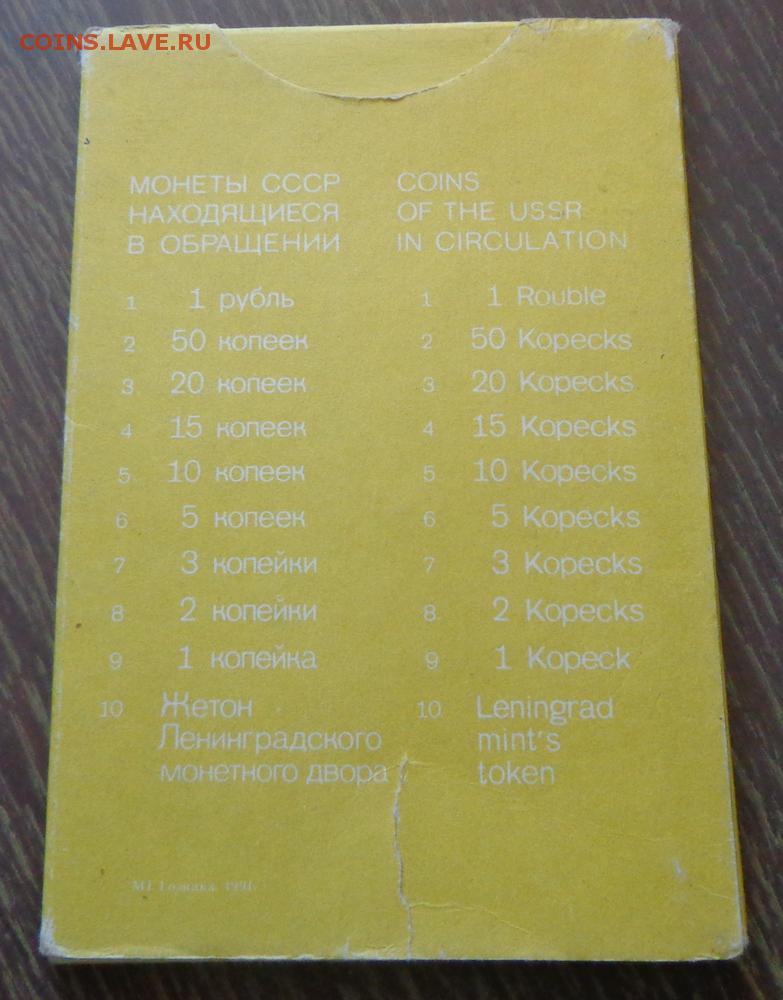 COINS.LAVE.RU
МОНЕТЫ СССР
НАХОДЯЩИЕСЯ
В ОБРАЩЕНИИ
1 1 рубль
2 50 копеек
3 20 копеек
4 15 копеек
5 10 копеек
6 5 копеек
7 3 копейки
8 2 копейки
9 1 копейка
10 Жетон
Ленинградского
монетного двора
COINS
OF THE USSR
IN CIRCULATION
1 1 Rouble
2 50 Kopecks
3 20 Kopecks
4 15 Kopecks
5 10 Kopecks
6 5 Kopecks
7 3 Kopecks
8 2 Kopecks
9 1 Kopeck
10 Leningrad
mint's
token